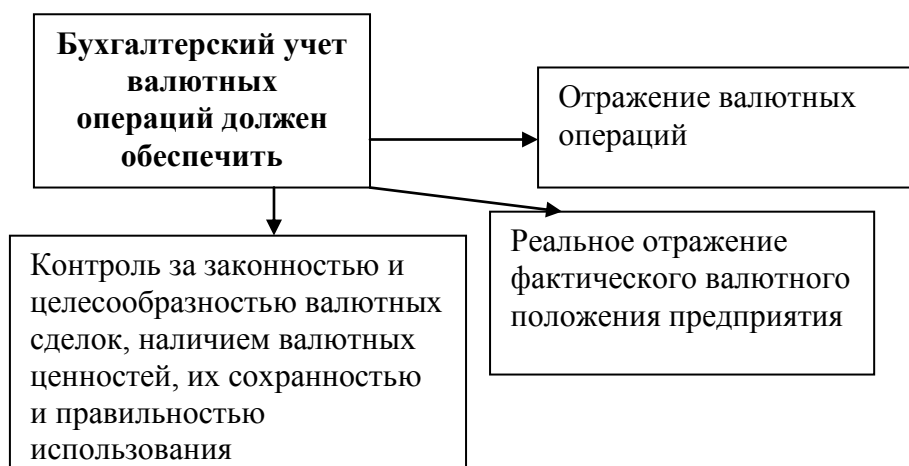 Бухгалтерский учет
валютных
операций должен
обеспечить
Отражение валютных
операций
Реальное отражение
фактического валютного
положения предприятия
Контроль за законностью и
целесообразностью валютных
сделок, наличием валютных
ценностей, их сохранностью
и правильностью
использования